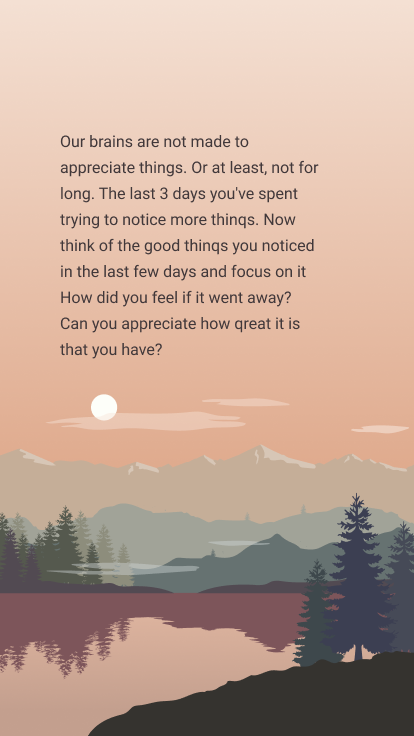 Our brains are not made to
appreciate things. Or at least, not for
long. The last 3 days you've spent
trying to notice more things. Now
think of the good things you noticed
in the last few days and focus on it
How did you feel if it went away?
Can you appreciate how great it is
that you have?